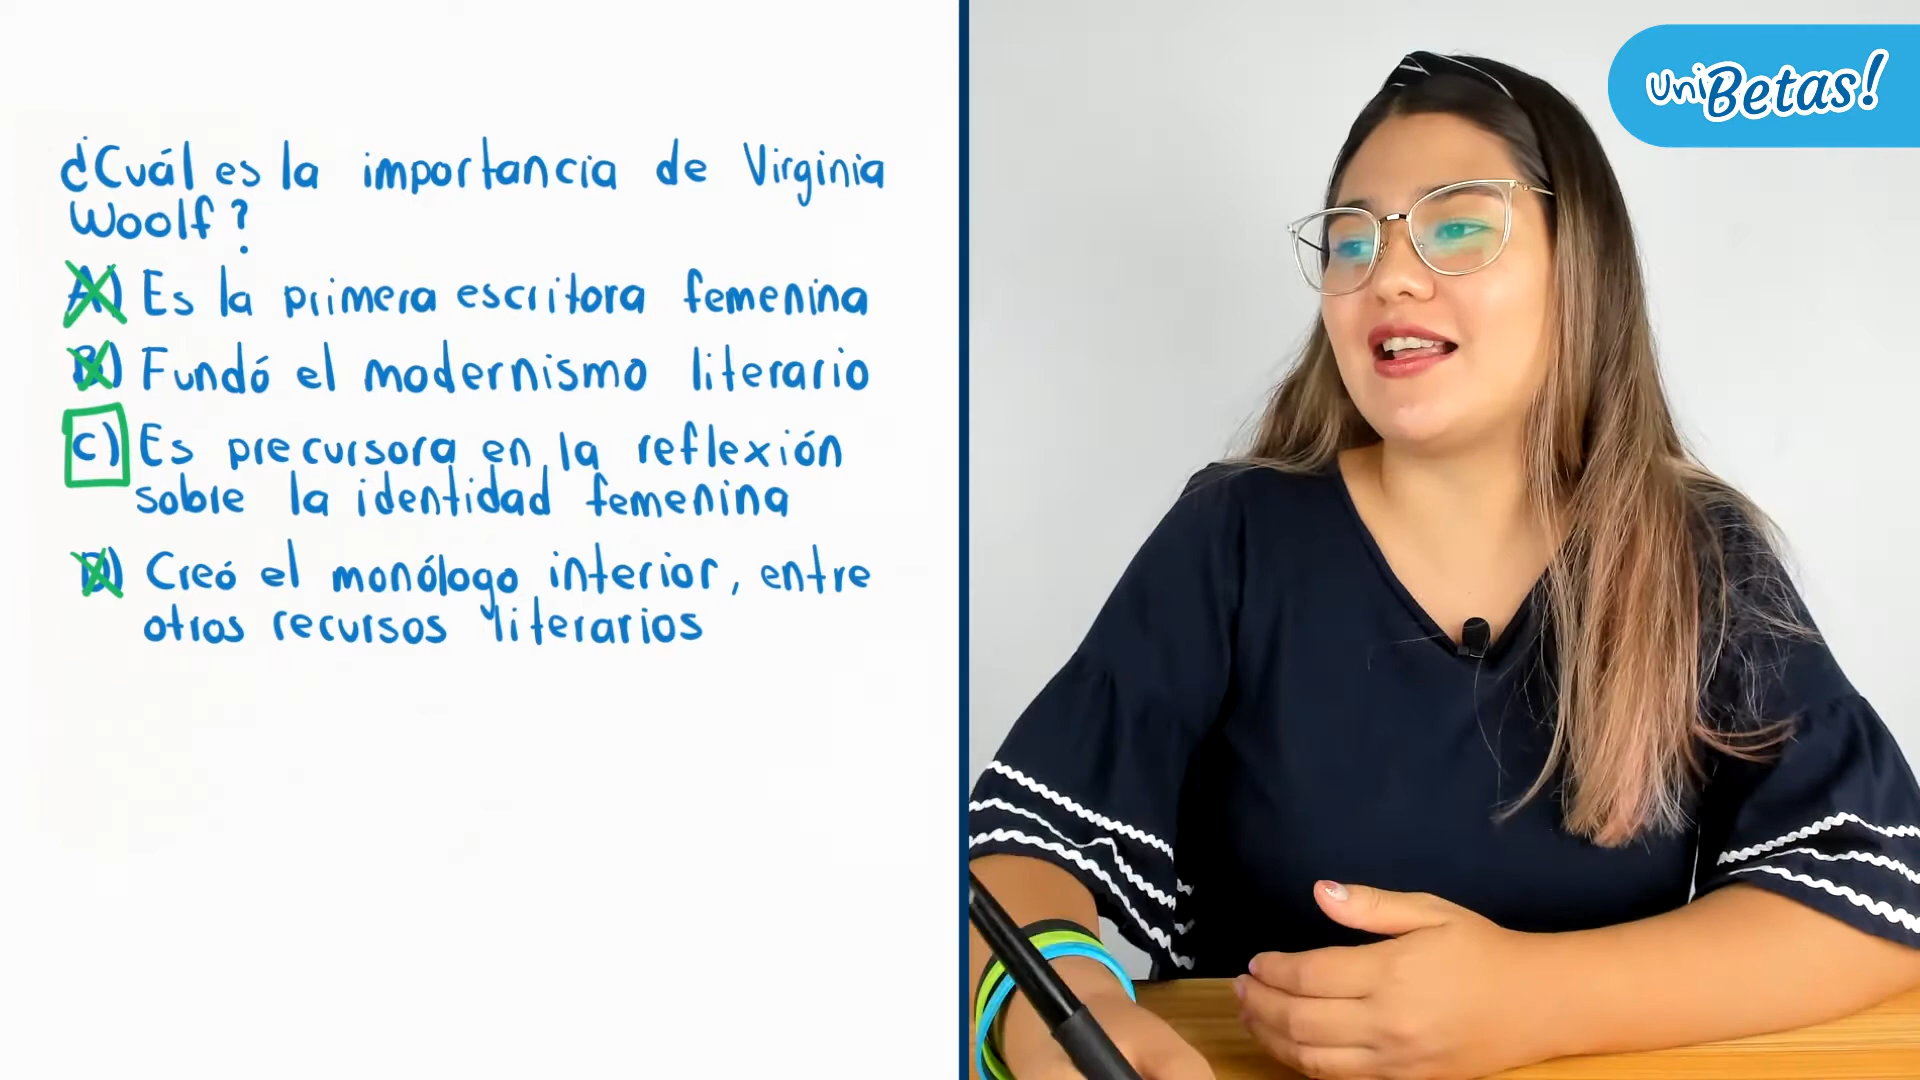 ¿Cuál es la importancia de Virginia
Woolf?
A) Es la primera escritora femenina
B) Fundó el modernismo literario
C) Es precursora en la reflexión
sobre la identidad femenina
D) Creó el monólogo interior, entre
otros recursos literarios
uniBetas!